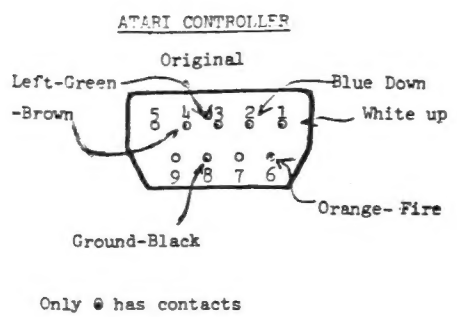 ATARI CONTROLLER
Original
Left-Green
Blue Down
-Brown
5 4 3 2 1
White up
9 8 7 6
Orange- Fire
Ground-Black
Only has contacts